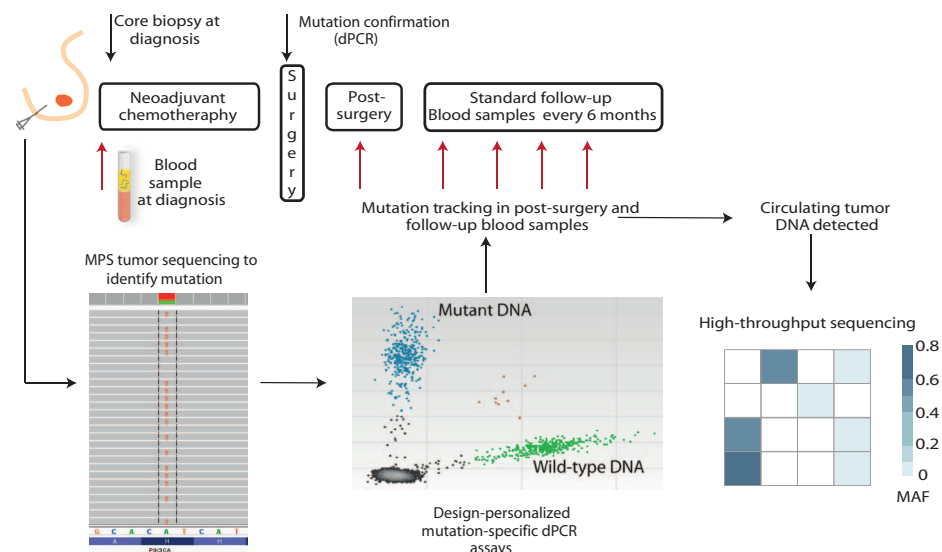 Core biopsy at
diagnosis
Mutation confirmation
(dPCR)
Neoadjuvant
chemotheraphy
S
u
r
g
e
r
y
Post-
surgery
Standard follow-up
Blood samples every 6 months
Blood
sample
at diagnosis
Mutation tracking in post-surgery and
follow-up blood samples
Circulating tumor
DNA detected
MPS tumor sequencing to
identify mutation
Mutant DNA
Wild-type DNA
High-throughput sequencing
0.8
0.6
0.4
0.2
0
MAF
G C A C A T C A T
A H H
PIK3CA
Design-personalized
mutation-specific dPCR
assays